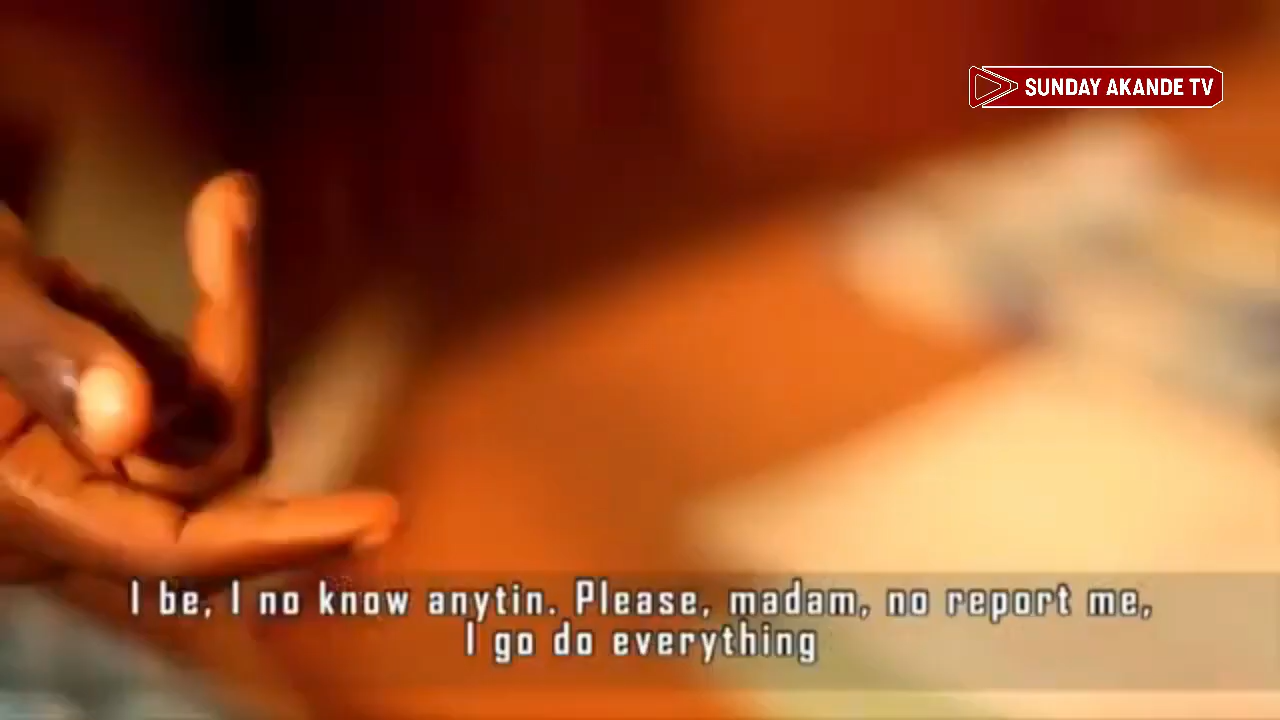 SUNDAY AKANDE TV
I be, I no know anytin. Please, madam, no report me,
I go do everything